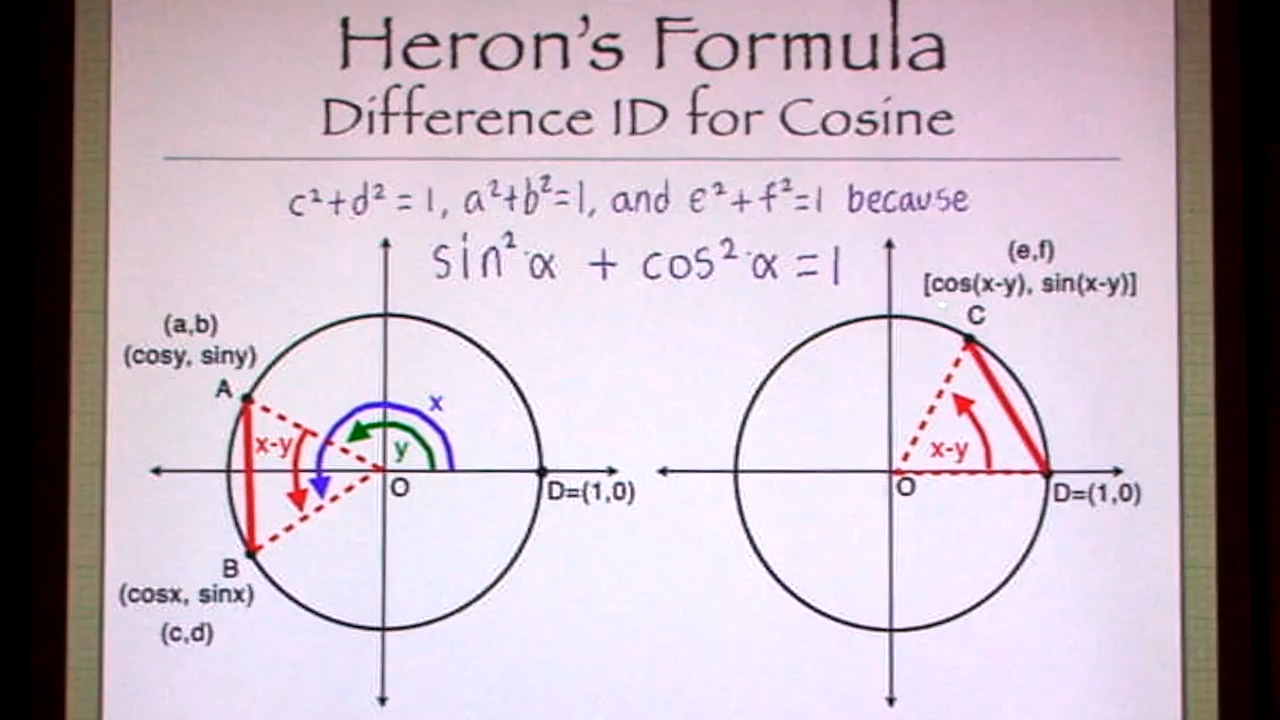 Heron's Formula
Difference ID for Cosine
c²+d²=1, a²+b²=1, and e²+f²=1 because
sin²α + cos²α=1
(e,f)
[cos(x-y), sin(x-y)]
C
(a,b)
(cosy, siny)
A
x
x-y
y
x-y
O
D=(1,0)
O
D=(1,0)
B
(cosx, sinx)
(c,d)